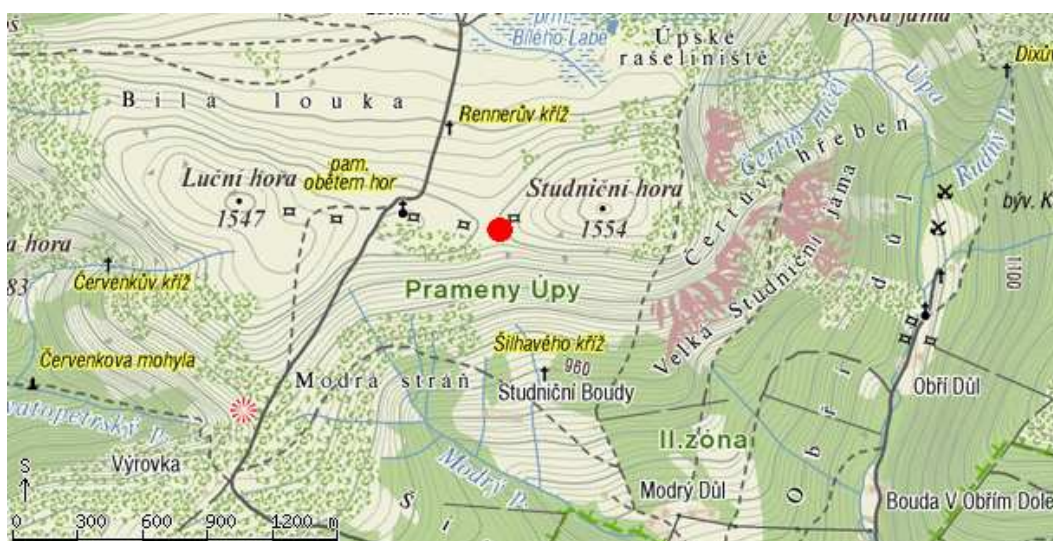 Úpská jáma
Bílého Labe
Úpské
rašeliniště
Dixův
Bílá louka
Rennerův kříž
Čertův ručej
Úpa
Rudný p.
pam.
obětem hor
Luční hora
1547
Studniční hora
1554
Čertův hřeben
Velká Studniční jáma
býv. K
a hora
83
Červenkův kříž
Prameny Úpy
1100
Šilhavého kříž
960
Červenkova mohyla
Modrá stráň
Studniční Boudy
Obří důl
Obří Důl
vatopetrský p.
II.zóna
Výrovka
S
Modrý p.
Modrý Důl
Bouda V Obřím Dole
0 300 600 900 1200 m